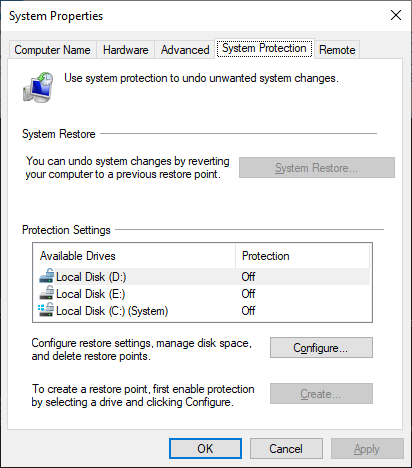 System Properties
Computer Name Hardware Advanced System Protection Remote
Use system protection to undo unwanted system changes.
System Restore
You can undo system changes by reverting
your computer to a previous restore point.
System Restore...
Protection Settings
Available Drives Protection
Local Disk (D:) Off
Local Disk (E:) Off
Local Disk (C:) (System) Off
Configure restore settings, manage disk space,
and delete restore points.
Configure...
To create a restore point, first enable protection
by selecting a drive and clicking Configure.
Create...
OK Cancel Apply